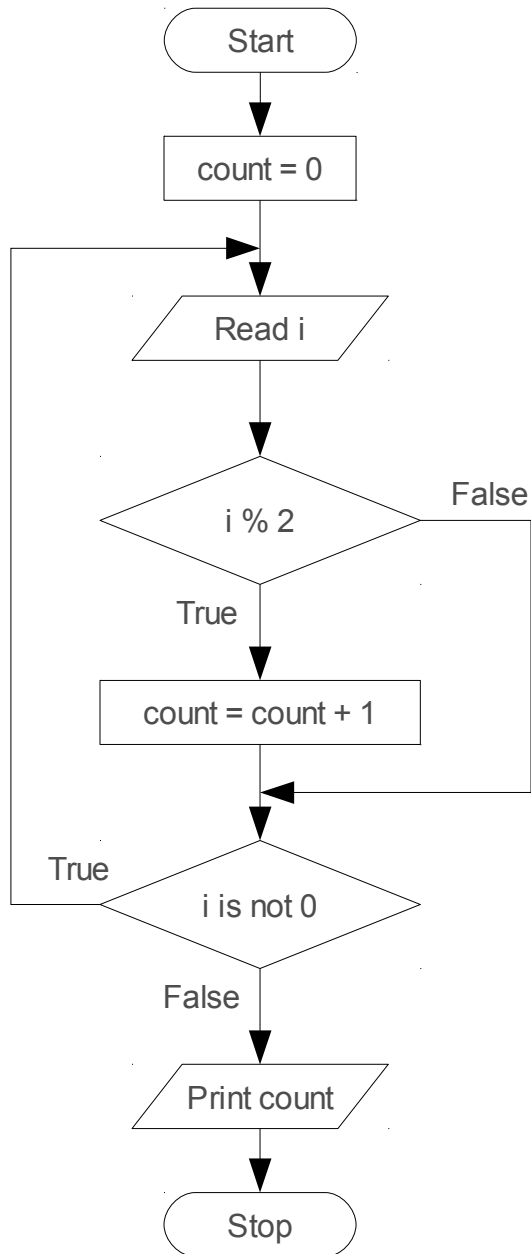 Start
count = 0
Read i
i % 2
False
True
count = count + 1
True
i is not 0
False
Print count
Stop